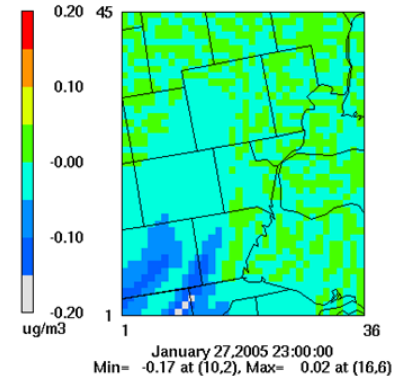 0.20
45
0.10
-0.00
-0.10
-0.20
1
ug/m3
1 36
January 27,2005 23:00:00
Min= -0.17 at (10,2), Max= 0.02 at (16,6)